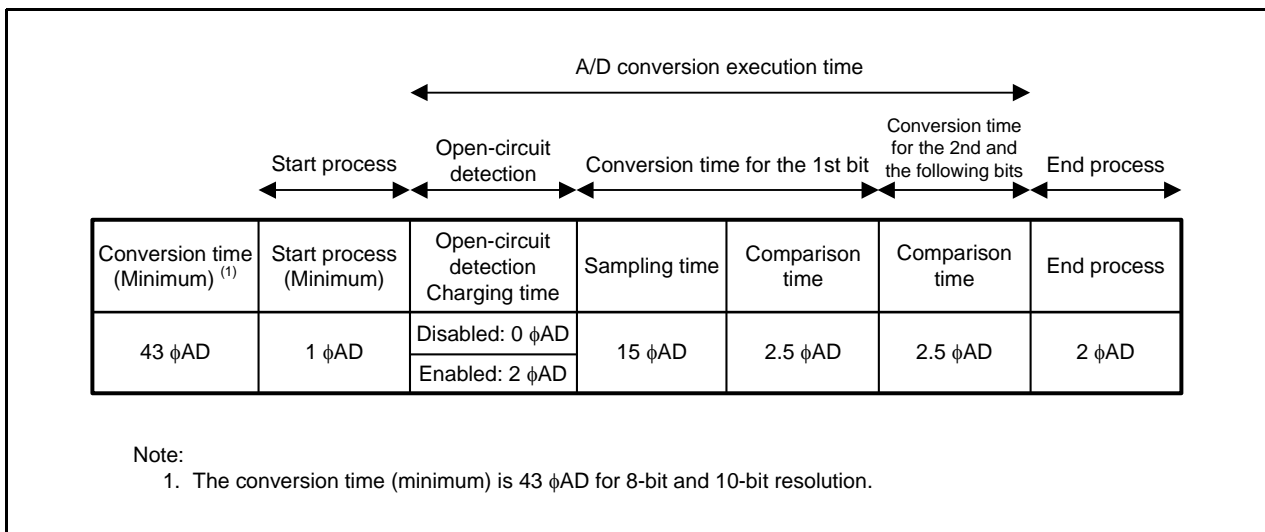 A/D conversion execution time
Start process
Open-circuit
detection
Conversion time for the 1st bit
Conversion time
for the 2nd and
the following bits
End process
Conversion time
(Minimum) (1)
Start process
(Minimum)
Open-circuit
detection
Charging time
Sampling time
Comparison
time
Comparison
time
End process
43 ϕAD
1 ϕAD
Disabled: 0 ϕAD
Enabled: 2 ϕAD
15 ϕAD
2.5 ϕAD
2.5 ϕAD
2 ϕAD
Note:
1. The conversion time (minimum) is 43 ϕAD for 8-bit and 10-bit resolution.